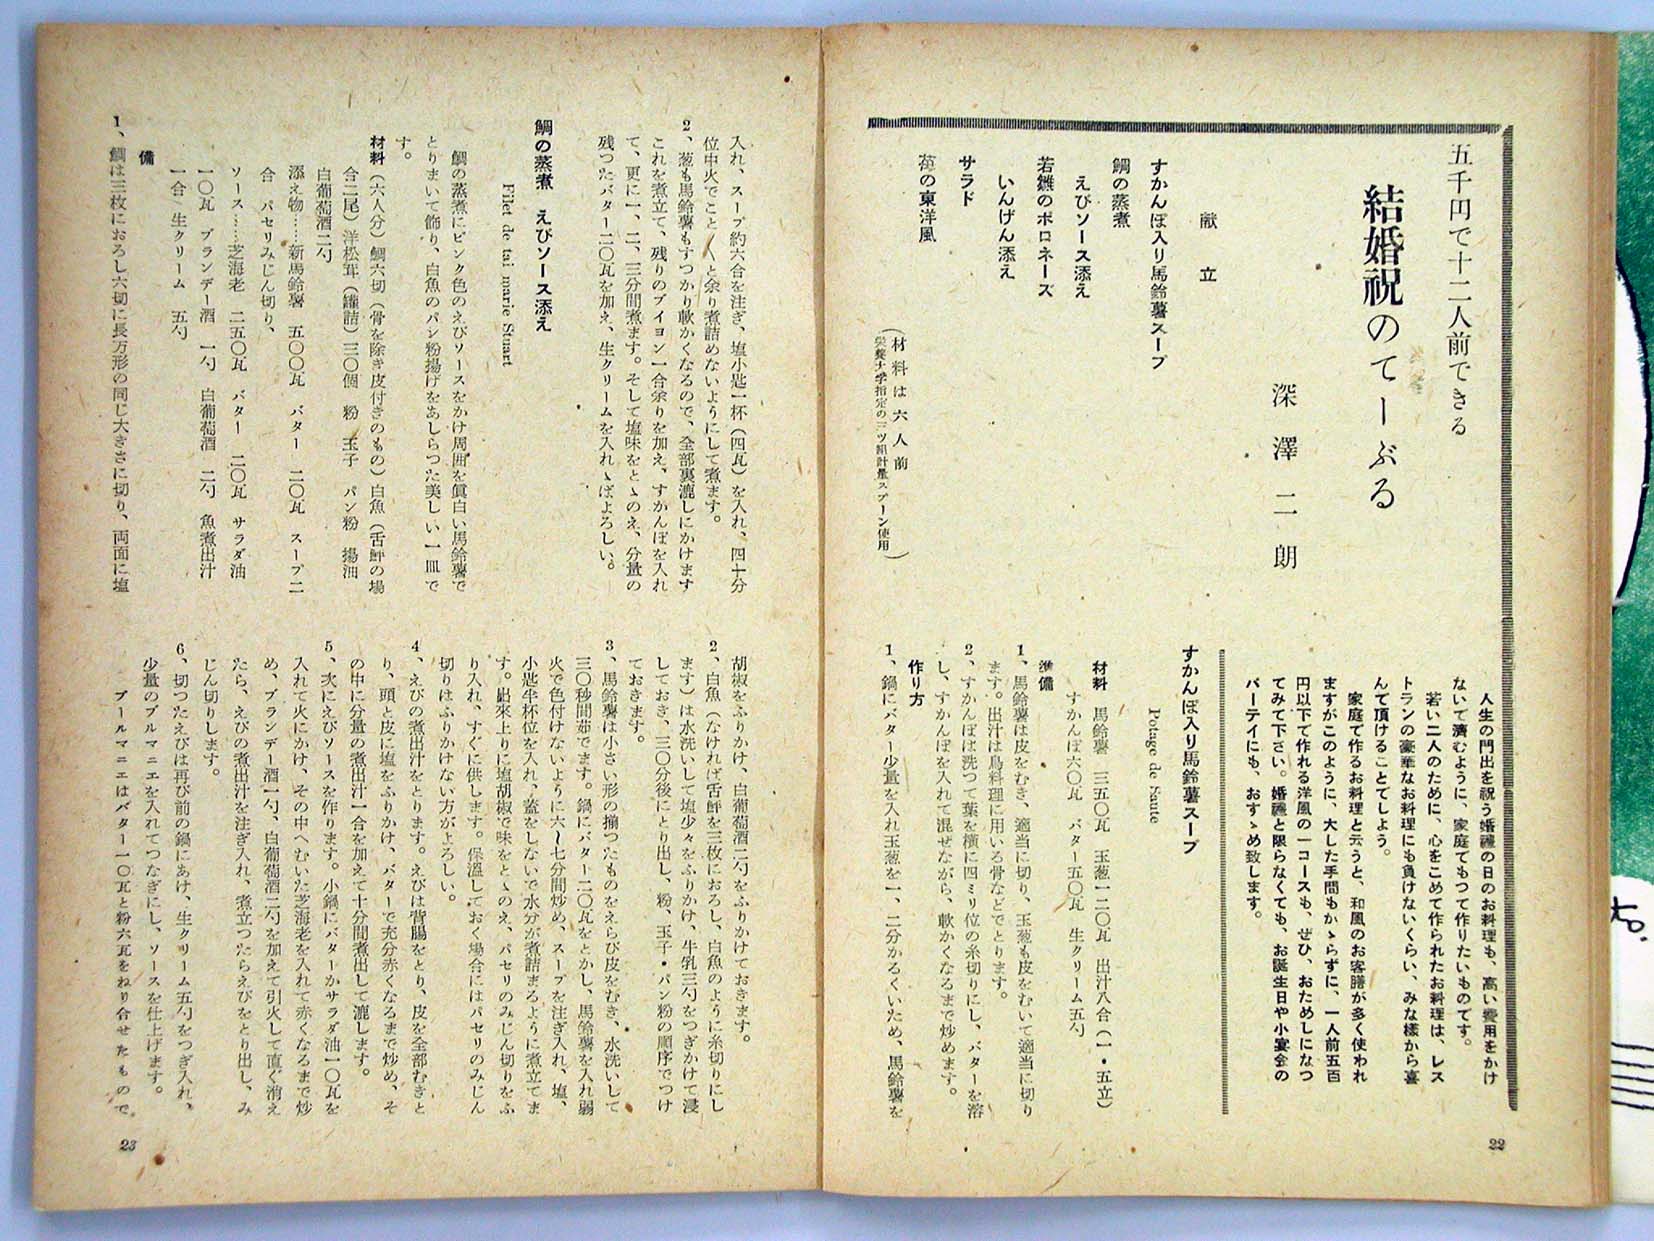 五千円で十二人前できる
結婚祝のてーぶる
深澤二朗
献立
すかんぽ入り馬鈴薯スープ
鯛の蒸煮
えびソース添え
若雛のポロネーズ
いんげん添え
サラド
苺の東洋風
(材料は六人前
栄養大学指定の三ツ組計量スプーン使用)
人生の門出を祝う婚禮の日のお料理も、高い費用をかけ
ないで濟むように、家庭でもつて作りたいものです。
若い二人のために、心をこめて作られたお料理は、レス
トランの豪華なお料理にも負けないくらい、みな様から喜
んで頂けることでしよう。
家庭で作るお料理と云うと、和風のお客膳が多く使われ
ますがこのように、大した手間もかゝらずに、一人前五百
円以下で作れる洋風の一コースも、ぜひ、おためしになつ
てみて下さい。婚禮と限らなくても、お誕生日や小宴会の
パーテイにも、おすゝめ致します。
すかんぽ入り馬鈴薯スープ
Potage de Saute
材料 馬鈴薯 三五〇瓦 玉葱一二〇瓦 出汁八合(一・五立)
すかんぽ六〇瓦 バター五〇瓦 生クリーム五勺
準備
1、馬鈴薯は皮をむき、適当に切り、玉葱も皮をむいて適当に切り
ます。出汁は鳥料理に用いる骨などでとります。
2、すかんぽは洗つて葉を横に四ミリ位の糸切りにし、バターを溶
し、すかんぽを入れて混ぜながら、軟かくなるまで炒めます。
作り方
1、鍋にバター少量を入れ玉葱を一、二分かるくいため、馬鈴薯を
22
入れ、スープ約六合を注ぎ、塩小匙一杯(四瓦)を入れ、四十分
位中火でこと〱と余り煮詰めないようにして煮ます。
2、葱も馬鈴薯もすつかり軟かくなるので、全部裏漉しにかけます
これを煮立て、残りのブイヨン一合余りを加え、すかんぽを入れ
て、更に一、二、三分間煮ます。そして塩味をとゝのえ、分量の
残つたバター二〇瓦を加え、生クリームを入れゝばよろしい。
鯛の蒸煮 えびソース添え
Filet de tai marie Stuart
鯛の蒸煮にピンク色のえびソースをかけ周囲を眞白い馬鈴薯で
とりまいて飾り、白魚のパン粉揚げをあしらつた美しい一皿で
す。
材料(六人分)鯛六切(骨を除き皮付きのもの)白魚(舌鮃の場
合二尾)洋松茸(罐詰)三〇個 粉 玉子 パン粉 揚油
白葡萄酒二勺
添え物……新馬鈴薯 五〇〇瓦 バター 二〇瓦 スープ二
合 パセリみじん切り、
ソース……芝海老 二五〇瓦 バター 二〇瓦 サラダ油
一〇瓦 ブランデー酒 一勺 白葡萄酒 二勺 魚煮出汁
一合 生クリーム 五勺
備
1、鯛は三枚におろし六切に長方形の同じ大きさに切り、両面に塩
胡椒をふりかけ、白葡萄酒二勺をふりかけておきます。
2、白魚(なければ舌鮃を三枚におろし、白魚のように糸切りにし
ます)は水洗いして塩少々をふりかけ、牛乳三勺をつぎかけて浸
しておき、三〇分後にとり出し、粉、玉子・パン粉の順序でつけ
ておきます。
3、馬鈴薯は小さい形の揃つたものをえらび皮をむき、水洗いして
三〇秒間茹でます。鍋にバター二〇瓦をとかし、馬鈴薯を入れ弱
火で色付けないように六〜七分間炒め、スープを注ぎ入れ、塩、
小匙半杯位を入れ、蓋をしないで水分が煮詰まるように煮立てま
す。出來上りに塩胡椒で味をとゝのえ、パセリのみじん切りをふ
り入れ、すぐに供します。保溫しておく場合にはパセリのみじん
切りはふりかけない方がよろしい。
4、えびの煮出汁をとります。えびは背腸をとり、皮を全部むきと
り、頭と皮に塩をふりかけ、バターで充分赤くなるまで炒め、そ
の中に分量の煮出汁一合を加えて十分間煮出して漉します。
5、次にえびソースを作ります。小鍋にバターかサラダ油一〇瓦を
入れて火にかけ、その中へむいた芝海老を入れて赤くなるまで炒
め、ブランデー酒一勺、白葡萄酒二勺を加えて引火して直ぐ消え
たら、えびの煮出汁を注ぎ入れ、煮立つたらえびをとり出し、み
じん切りします。
6、切つたえびは再び前の鍋にあけ、生クリーム五勺をつぎ入れ、
少量のブルマニエを入れてつなぎにし、ソースを仕上げます。
ブールマニエはバター一〇瓦と粉六瓦をねり合せたもので。
23
to.